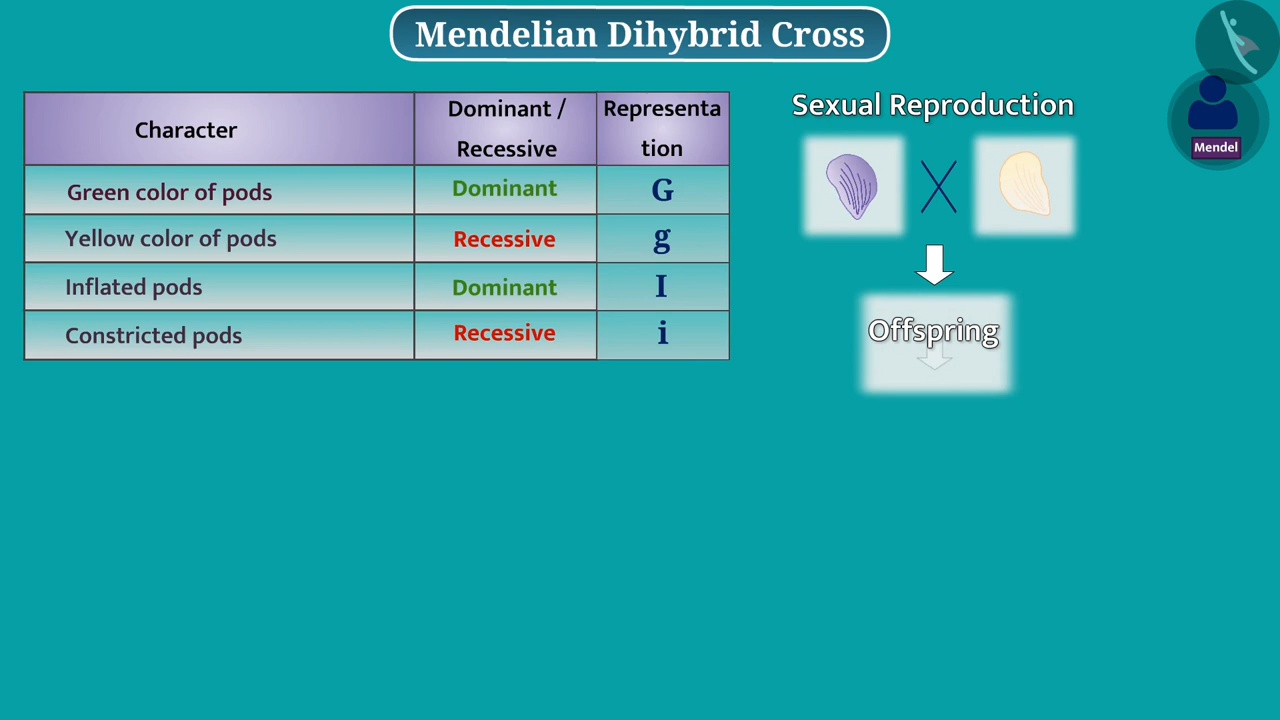 Mendelian Dihybrid Cross
Character
Dominant /
Recessive
Representa
tion
Green color of pods
Dominant
G
Yellow color of pods
Recessive
g
Inflated pods
Dominant
I
Constricted pods
Recessive
i
Sexual Reproduction
Offspring
Mendel